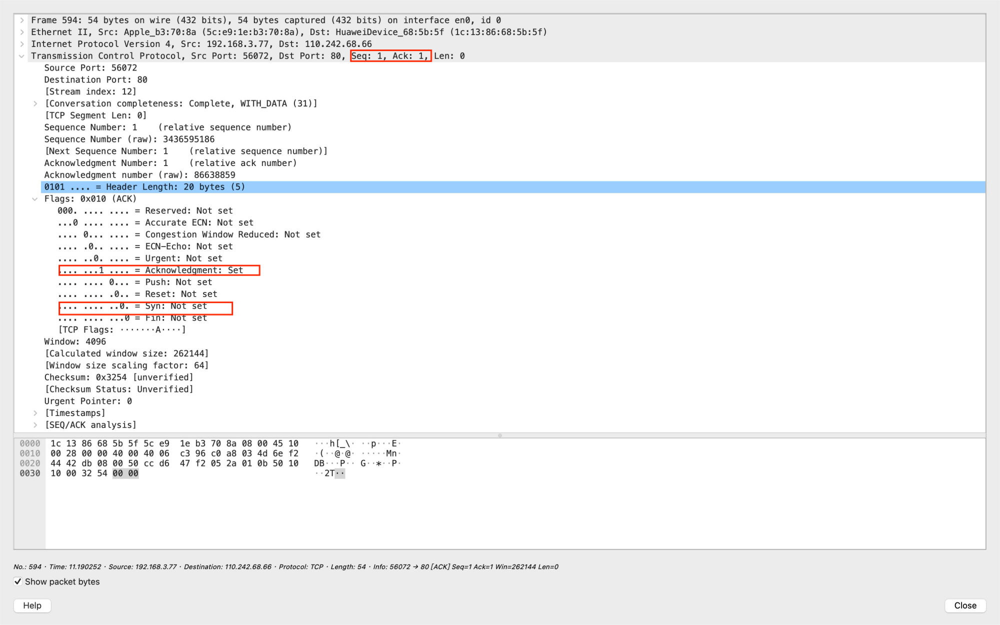 Frame 594: 54 bytes on wire (432 bits), 54 bytes captured (432 bits) on interface en0, id 0
Ethernet II, Src: Apple_b3:70:8a (5c:e9:1e:b3:70:8a), Dst: HuaweiDevice_68:5b:5f (1c:13:86:68:5b:5f)
Internet Protocol Version 4, Src: 192.168.3.77, Dst: 110.242.68.66
Transmission Control Protocol, Src Port: 56072, Dst Port: 80, Seq: 1, Ack: 1, Len: 0
Source Port: 56072
Destination Port: 80
[Stream index: 12]
[Conversation completeness: Complete, WITH_DATA (31)]
[TCP Segment Len: 0]
Sequence Number: 1    (relative sequence number)
Sequence Number (raw): 3436595186
[Next Sequence Number: 1    (relative sequence number)]
Acknowledgment Number: 1    (relative ack number)
Acknowledgment number (raw): 86638859
0101 .... = Header Length: 20 bytes (5)
Flags: 0x010 (ACK)
000. .... .... = Reserved: Not set
...0 .... .... = Accurate ECN: Not set
.... 0... .... = Congestion Window Reduced: Not set
.... .0.. .... = ECN-Echo: Not set
.... ..0. .... = Urgent: Not set
.... ...1 .... = Acknowledgment: Set
.... .... 0... = Push: Not set
.... .... .0.. = Reset: Not set
.... .... ..0. = Syn: Not set
.... .... ...0 = Fin: Not set
[TCP Flags: ·······A····]
Window: 4096
[Calculated window size: 262144]
[Window size scaling factor: 64]
Checksum: 0x3254 [unverified]
[Checksum Status: Unverified]
Urgent Pointer: 0
[Timestamps]
[SEQ/ACK analysis]
0000 1c 13 86 68 5b 5f 5c e9 1e b3 70 8a 08 00 45 10 ···h[_\· ··p···E·
0010 00 28 00 00 40 00 40 06 c3 96 c0 a8 03 4d 6e f2 ·(··@·@· ·····Mn·
0020 44 42 db 08 00 50 cc d6 47 f2 05 2a 01 0b 50 10 DB···P·· G··*··P·
0030 10 00 32 54 00 00 ··2T··
No.: 594 · Time: 11.190252 · Source: 192.168.3.77 · Destination: 110.242.68.66 · Protocol: TCP · Length: 54 · Info: 56072 → 80 [ACK] Seq=1 Ack=1 Win=262144 Len=0
Show packet bytes
Help
Close